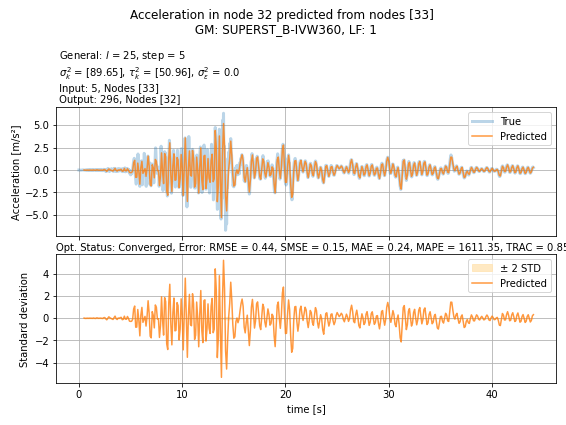 Acceleration in node 32 predicted from nodes [33]
GM: SUPERST_B-IVW360, LF: 1
General: l = 25, step = 5
σ²ₖ = [89.65], τ²ₖ = [50.96], σ²ₑ = 0.0
Input: 5, Nodes [33]
Output: 296, Nodes [32]
True
Predicted
Acceleration [m/s²]
5.0
2.5
0.0
−2.5
−5.0
Opt. Status: Converged, Error: RMSE = 0.44, SMSE = 0.15, MAE = 0.24, MAPE = 1611.35, TRAC = 0.85
± 2 STD
Predicted
Standard deviation
4
2
0
−2
−4
0 10 20 30 40
time [s]